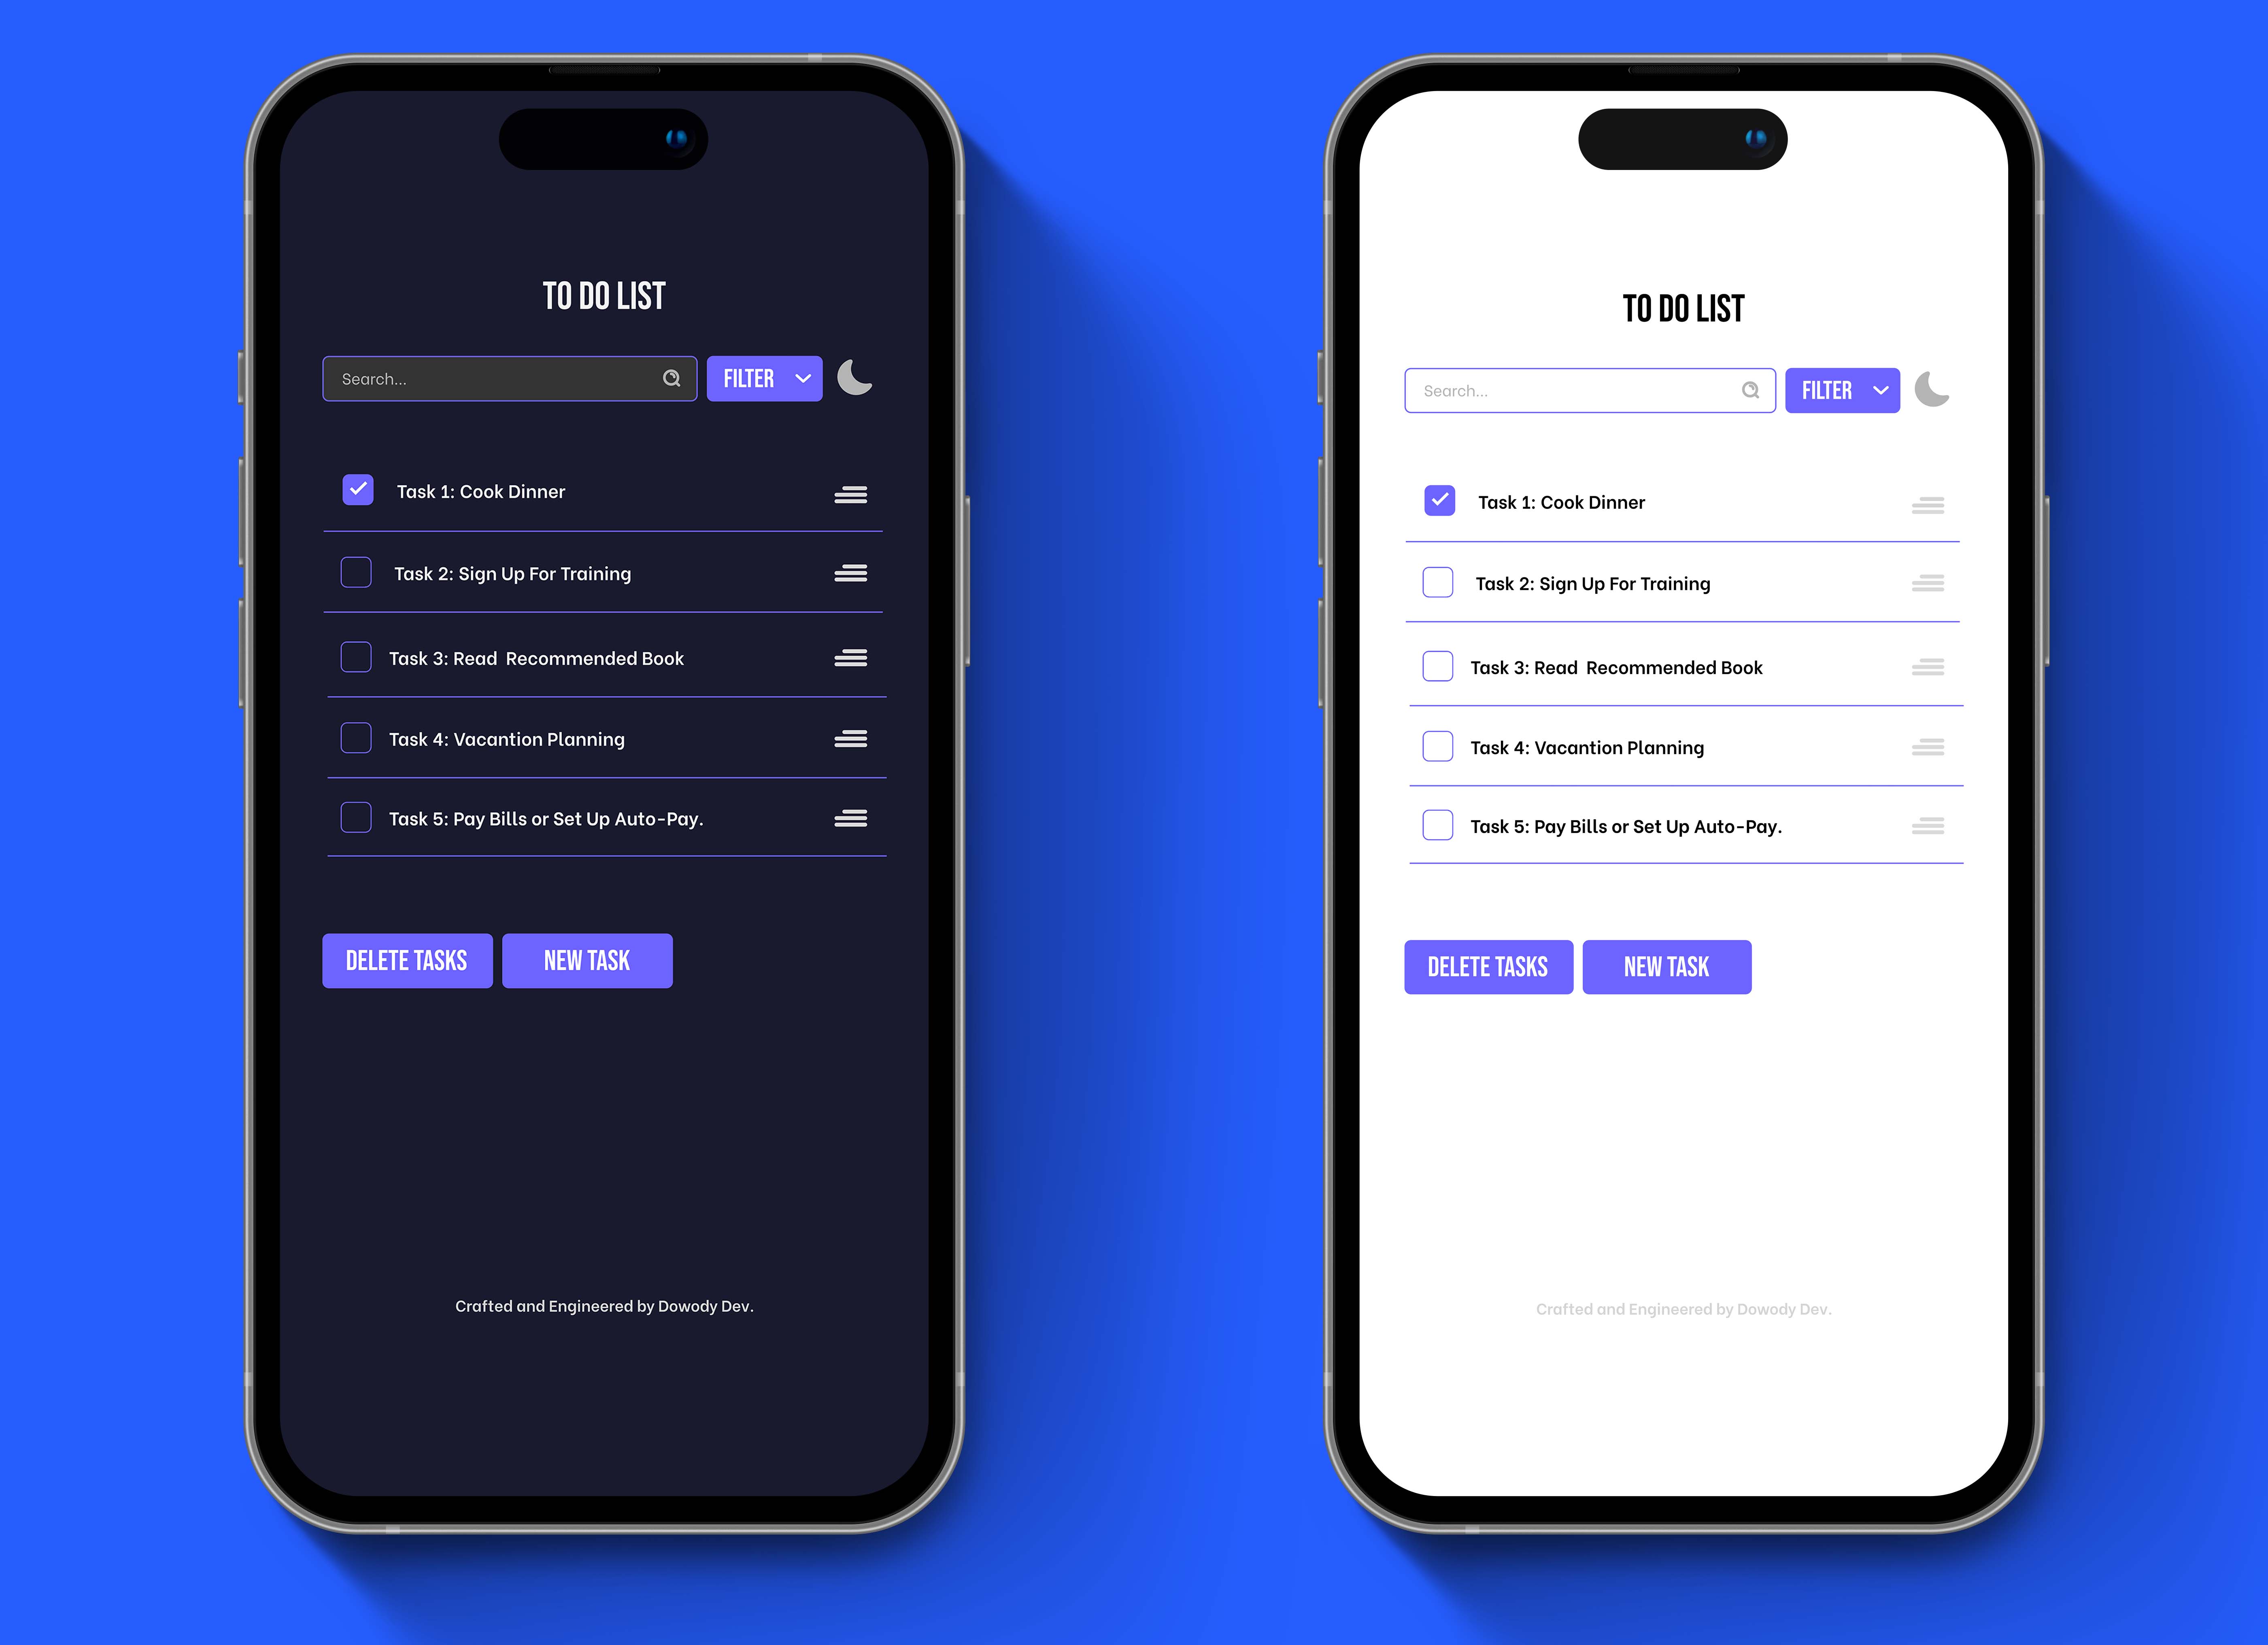 TO DO LIST
Search...
FILTER
Task 1: Cook Dinner
Task 2: Sign Up For Training
Task 3: Read  Recommended Book
Task 4: Vacantion Planning
Task 5: Pay Bills or Set Up Auto-Pay.
DELETE TASKS
NEW TASK
Crafted and Engineered by Dowody Dev.
TO DO LIST
Search...
FILTER
Task 1: Cook Dinner
Task 2: Sign Up For Training
Task 3: Read  Recommended Book
Task 4: Vacantion Planning
Task 5: Pay Bills or Set Up Auto-Pay.
DELETE TASKS
NEW TASK
Crafted and Engineered by Dowody Dev.